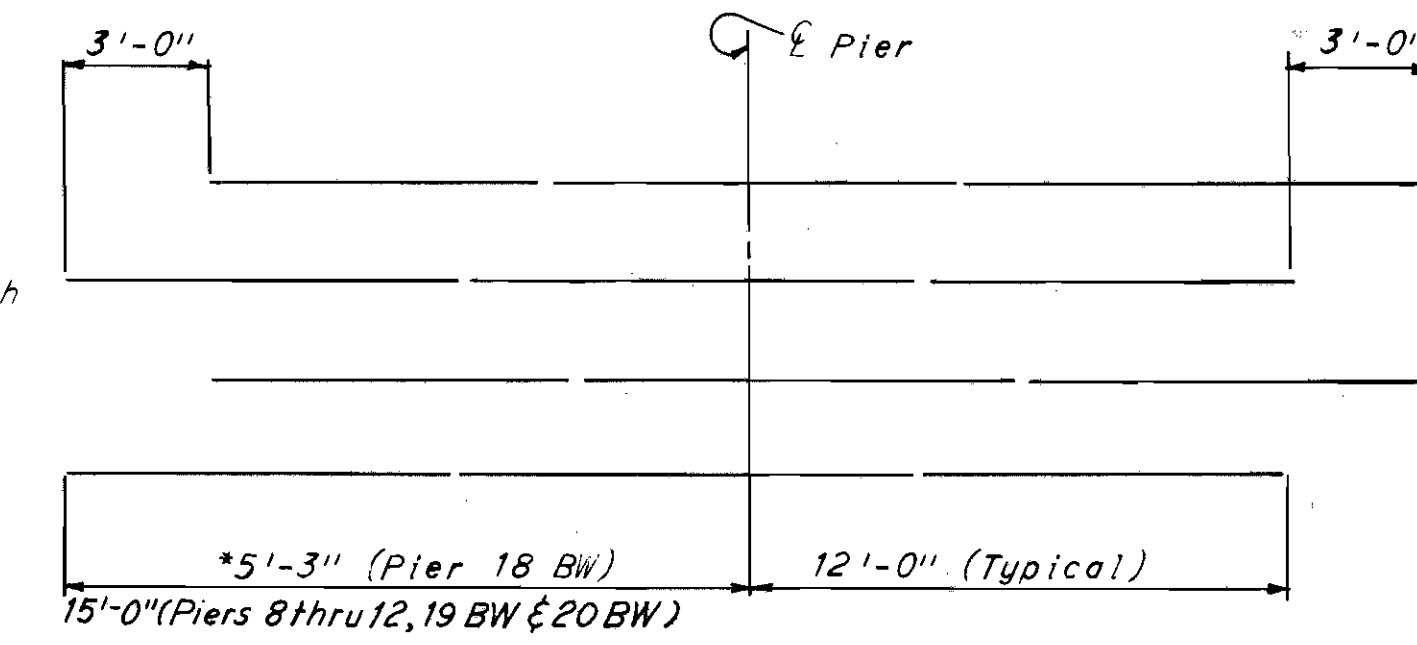 3'-0"
℄ Pier
3'-0"
h
*5'-3" (Pier 18 BW)
12'-0" (Typical)
15'-0"(Piers 8 thru 12, 19 BW & 20 BW)